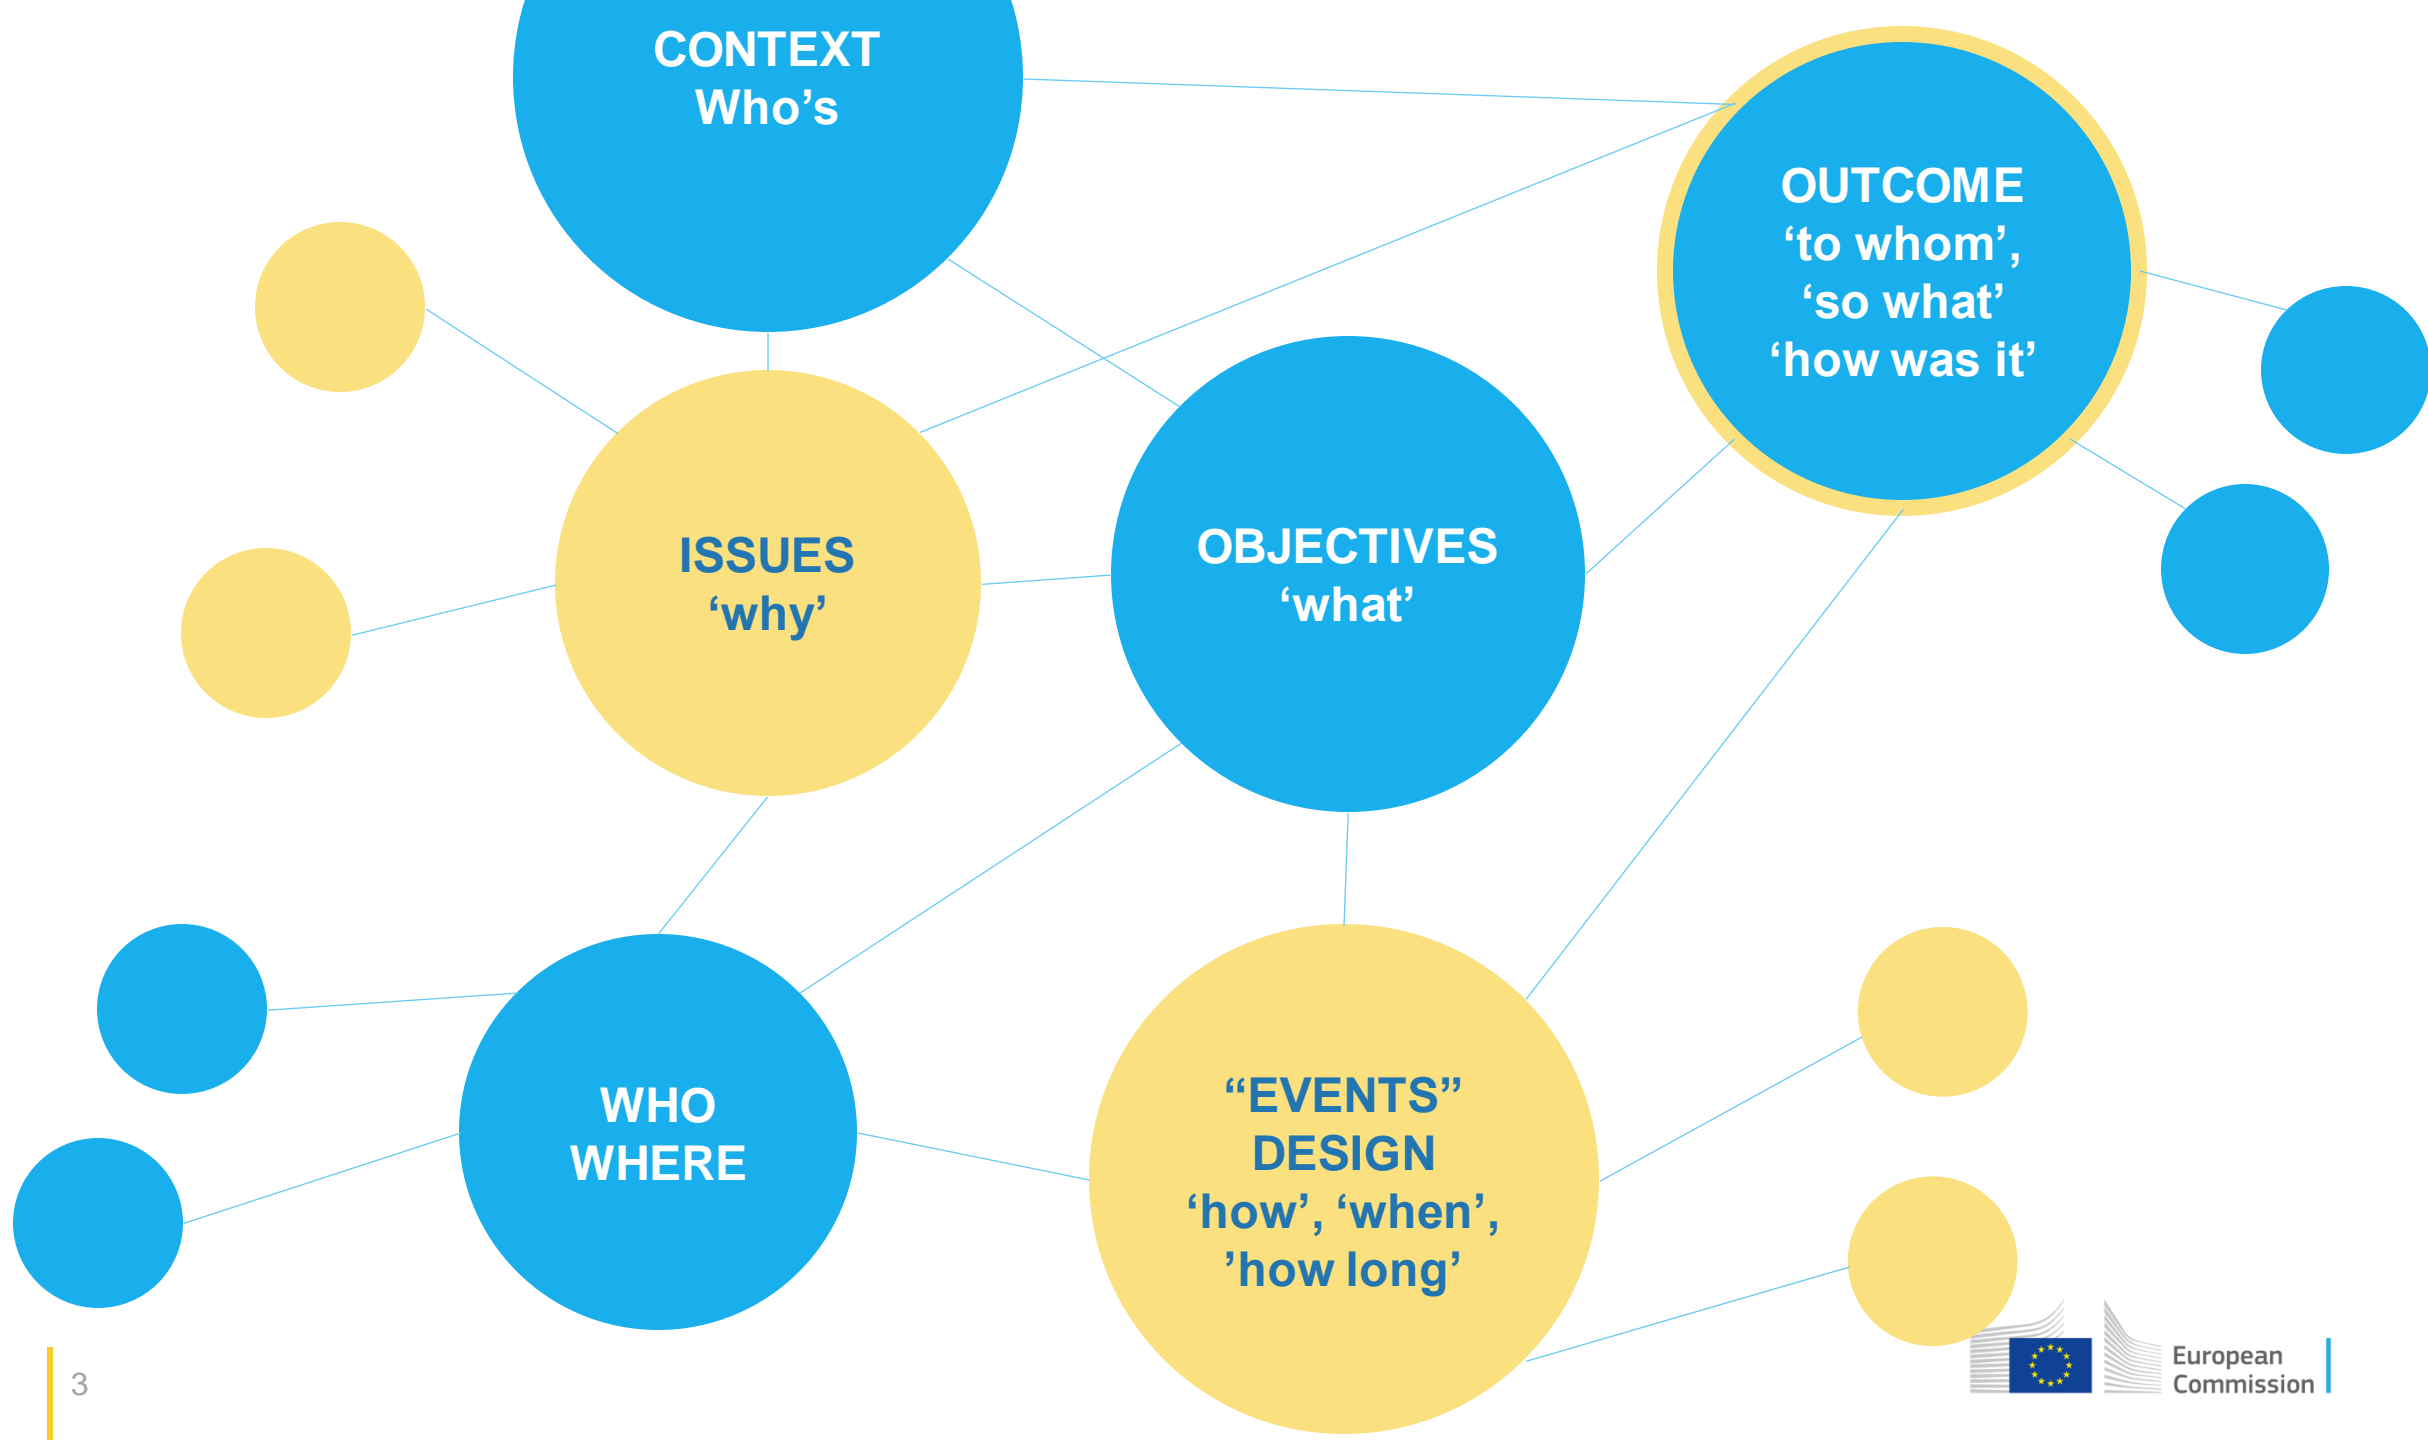 CONTEXT
Who’s
OUTCOME
‘to whom’,
‘so what’
‘how was it’
ISSUES
‘why’
OBJECTIVES
‘what’
WHO
WHERE
“EVENTS”
DESIGN
‘how’, ‘when’,
’how long’
3
European
Commission